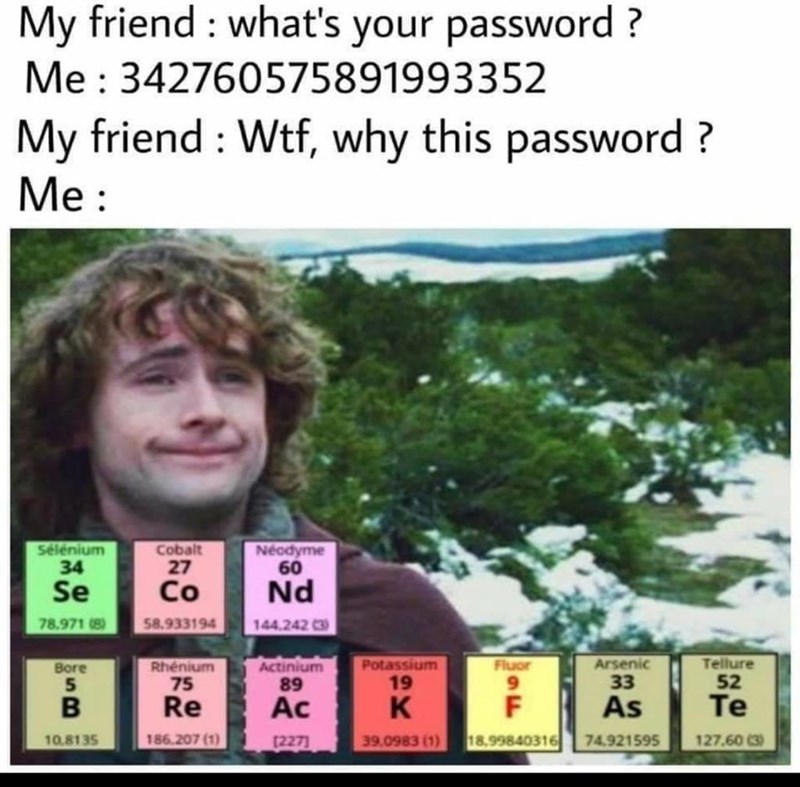 My friend : what's your password ?
Me : 342760575891993352
My friend : Wtf, why this password ?
Me :
Sélénium Cobalt Néodyme
34 27 60
Se Co Nd
78.971 (8) 58.933194 144.242 (3)
Bore Rhénium Actinium Potassium Fluor Arsenic Tellure
5 75 89 19 9 33 52
B Re Ac K F As Te
10.8135 186.207 (1) [227] 39.0983 (1) 18.99840316 74.921595 127.60 (3)